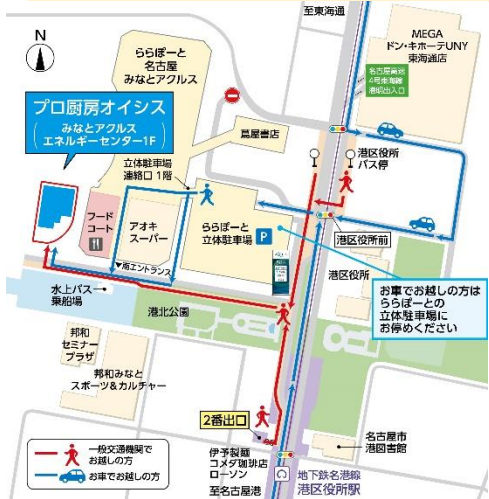 至東海通
MEGA
ドン・キホーテUNY
東海通店
N
ららぽーと
名古屋
みなとアクルス
名古屋高速
4号東海線
港明出入口
プロ厨房オイシス
みなとアクルス
エネルギーセンター1F
蔦屋書店
港区役所
バス停
立体駐車場
連絡口 1階
フード
コート
アオキ
スーパー
ららぽーと
立体駐車場
P
港区役所前
港区役所
▼南エントランス
お車でお越しの方は
ららぽーとの
立体駐車場に
お停めください
水上バス
乗船場
港北公園
邦和
セミナー
プラザ
邦和みなと
スポーツ&カルチャー
2番出口
名古屋市
港図書館
一般交通機関で
お越しの方
お車でお越しの方
伊予製麺
コメダ珈琲店
ローソン
至名古屋港
地下鉄名港線
港区役所駅